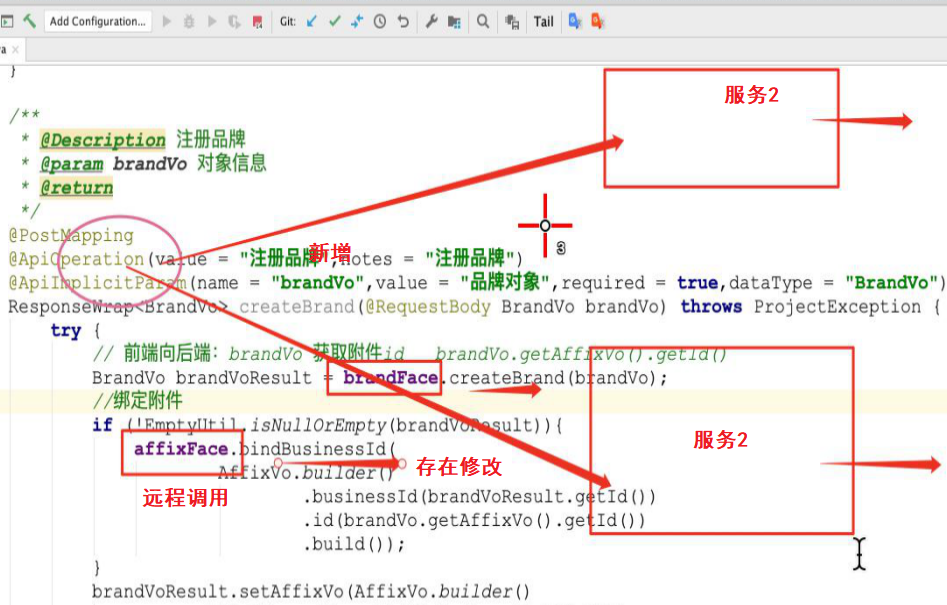 Add Configuration...
Git:
Tail
a ×
}
服务2
/**
* @Description 注册品牌
* @param brandVo 对象信息
* @return
*/
@PostMapping
新增
@ApiOperation(value = "注册品牌",notes = "注册品牌")
@ApiImplicitParam(name = "brandVo",value = "品牌对象",required = true,dataType = "BrandVo")
ResponseWrap<BrandVo> createBrand(@RequestBody BrandVo brandVo) throws ProjectException {
try {
// 前端向后端：brandVo 获取附件id brandVo.getAffixVo().getId()
BrandVo brandVoResult = brandFace.createBrand(brandVo);
//绑定附件
if (!EmptyUtil.isNullOrEmpty(brandVoResult)){
服务2
affixFace.bindBusinessId(
存在修改
AffixVo.builder()
远程调用
.businessId(brandVoResult.getId())
.id(brandVo.getAffixVo().getId())
.build());
}
brandVoResult.setAffixVo(AffixVo.builder()